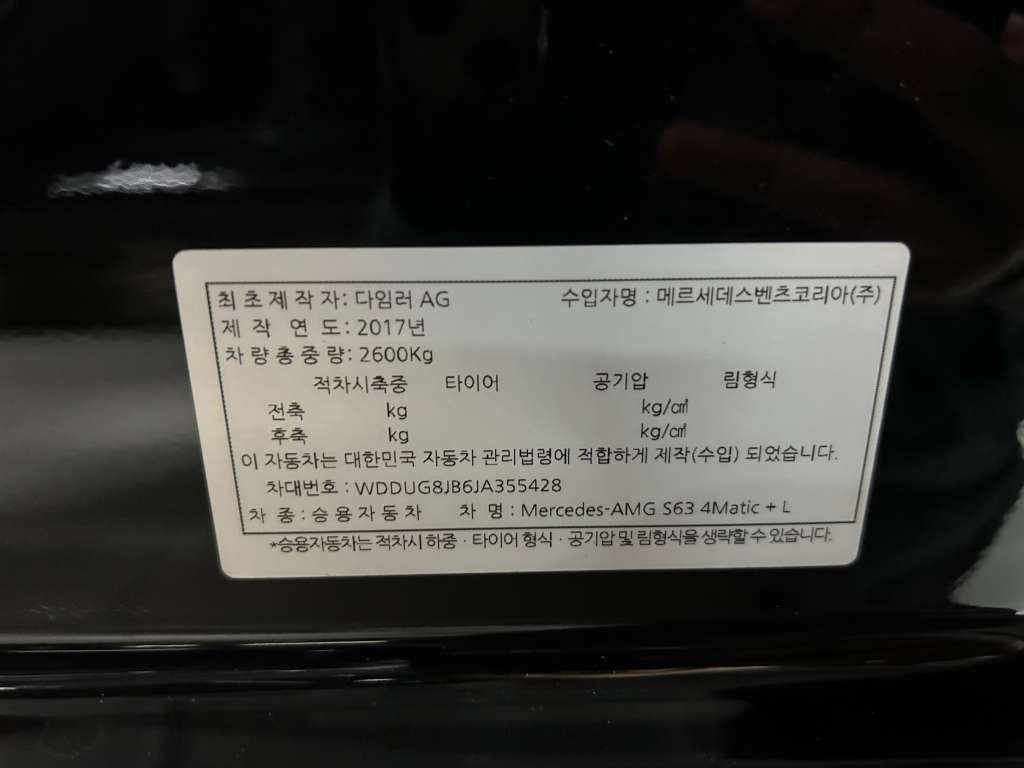 최초제작자: 다임러 AG 수입자명 : 메르세데스벤츠코리아(주)
제 작 연 도: 2017년
차량총중량: 2600Kg
적차시축중 타이어 공기압 림형식
전축 kg kg/㎠
후축 kg kg/㎠
이 자동차는 대한민국 자동차 관리법령에 적합하게 제작(수입) 되었습니다.
차대번호 : WDDUG8JB6JA355428
차 종 : 승용자동차 차 명 : Mercedes-AMG S63 4Matic + L
*승용자동차는 적차시 하중 · 타이어 형식 · 공기압 및 림형식을 생략할 수 있습니다.